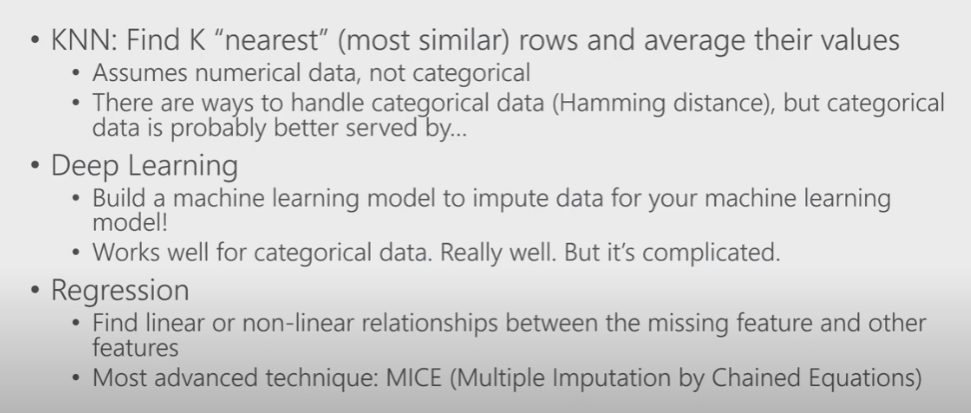 • KNN: Find K “nearest” (most similar) rows and average their values
• Assumes numerical data, not categorical
• There are ways to handle categorical data (Hamming distance), but categorical
data is probably better served by…
• Deep Learning
• Build a machine learning model to impute data for your machine learning
model!
• Works well for categorical data. Really well. But it’s complicated.
• Regression
• Find linear or non-linear relationships between the missing feature and other
features
• Most advanced technique: MICE (Multiple Imputation by Chained Equations)